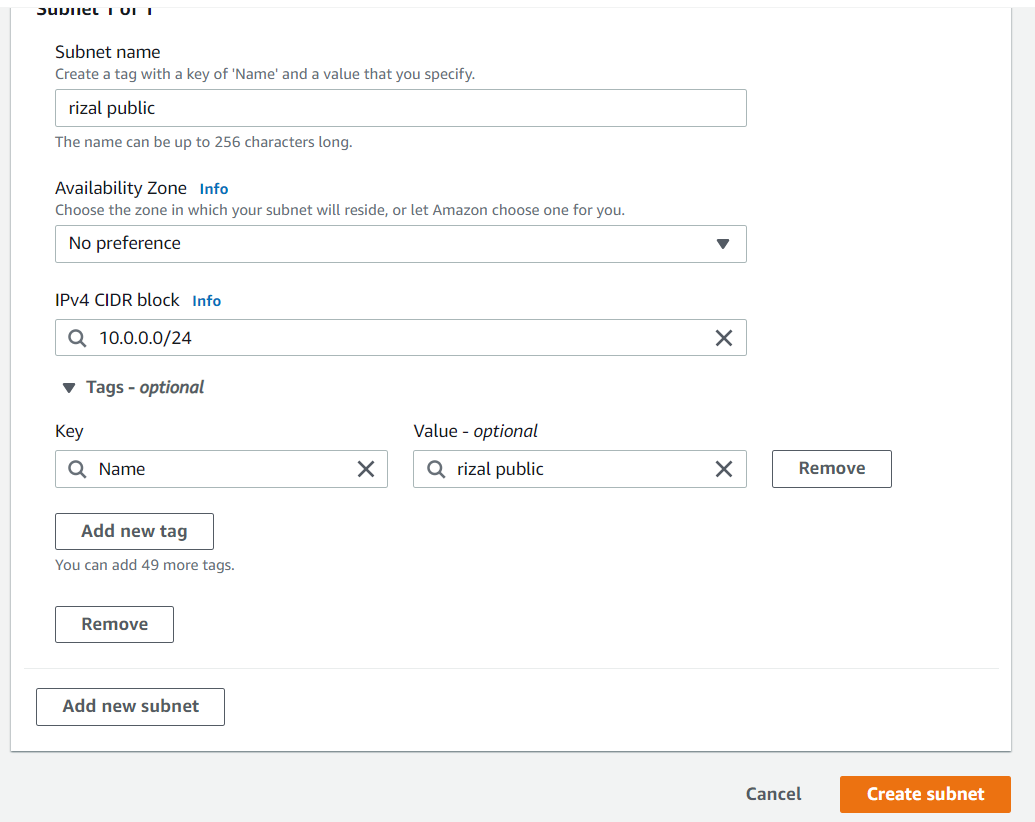 Subnet 1 of 1
Subnet name
Create a tag with a key of 'Name' and a value that you specify.
rizal public
The name can be up to 256 characters long.
Availability Zone Info
Choose the zone in which your subnet will reside, or let Amazon choose one for you.
No preference
IPv4 CIDR block Info
10.0.0.0/24
Tags - optional
Key Value - optional
Name rizal public Remove
Add new tag
You can add 49 more tags.
Remove
Add new subnet
Cancel Create subnet